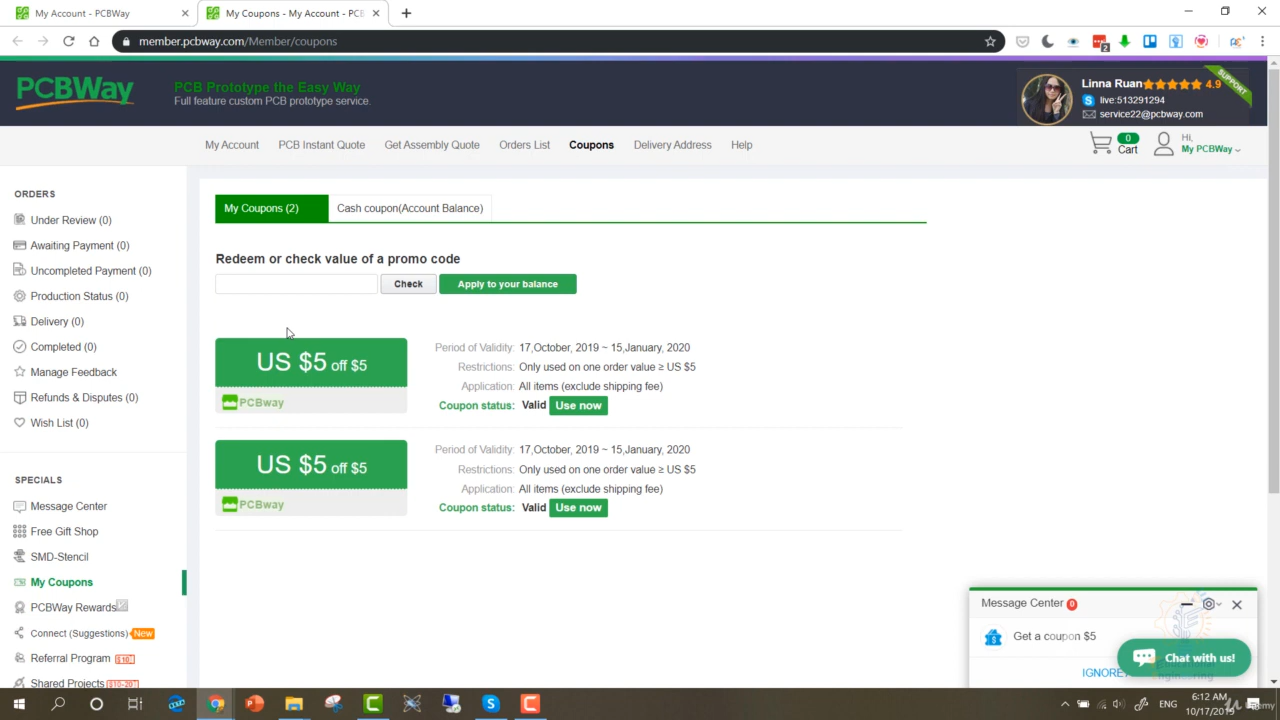 My Account - PCBWay
My Coupons - My Account - PCB
member.pcbway.com/Member/coupons
2
PCBWay
PCB Prototype the Easy Way
Full feature custom PCB prototype service.
Linna Ruan 4.9
SUPPORT
live:513291294
service22@pcbway.com
My Account
PCB Instant Quote
Get Assembly Quote
Orders List
Coupons
Delivery Address
Help
0
Cart
Hi,
My PCBWay
ORDERS
Under Review (0)
Awaiting Payment (0)
Uncompleted Payment (0)
Production Status (0)
Delivery (0)
Completed (0)
Manage Feedback
Refunds & Disputes (0)
Wish List (0)
SPECIALS
Message Center
Free Gift Shop
SMD-Stencil
My Coupons
PCBWay Rewards
Connect (Suggestions) New
Referral Program $10
Shared Projects $10-20
My Coupons (2)
Cash coupon(Account Balance)
Redeem or check value of a promo code
Check
Apply to your balance
US $5 off $5
PCBway
Period of Validity: 17,October, 2019 ~ 15,January, 2020
Restrictions: Only used on one order value ≥ US $5
Application: All items (exclude shipping fee)
Coupon status: Valid Use now
US $5 off $5
PCBway
Period of Validity: 17,October, 2019 ~ 15,January, 2020
Restrictions: Only used on one order value ≥ US $5
Application: All items (exclude shipping fee)
Coupon status: Valid Use now
Message Center 0
Get a coupon $5
IGNORE
Chat with us!
ENG
6:12 AM
10/17/2019